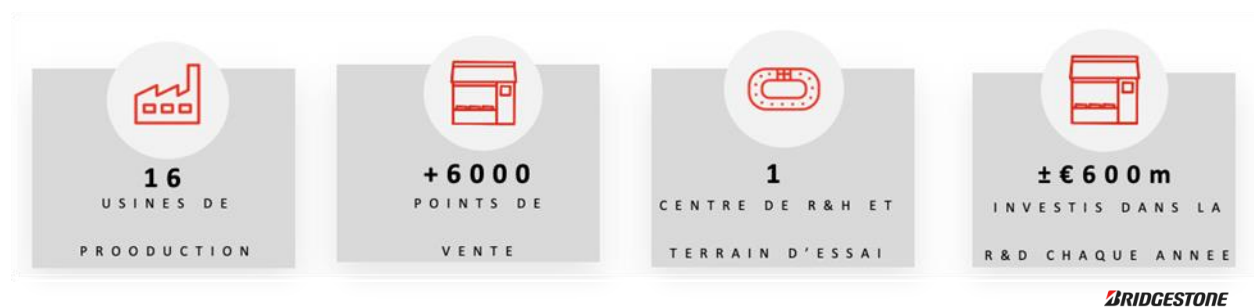 16
USINES DE
PROODUCTION
+6000
POINTS DE
VENTE
1
CENTRE DE R&H ET
TERRAIN D'ESSAI
±€600m
INVESTIS DANS LA
R&D CHAQUE ANNEE
BRIDGESTONE